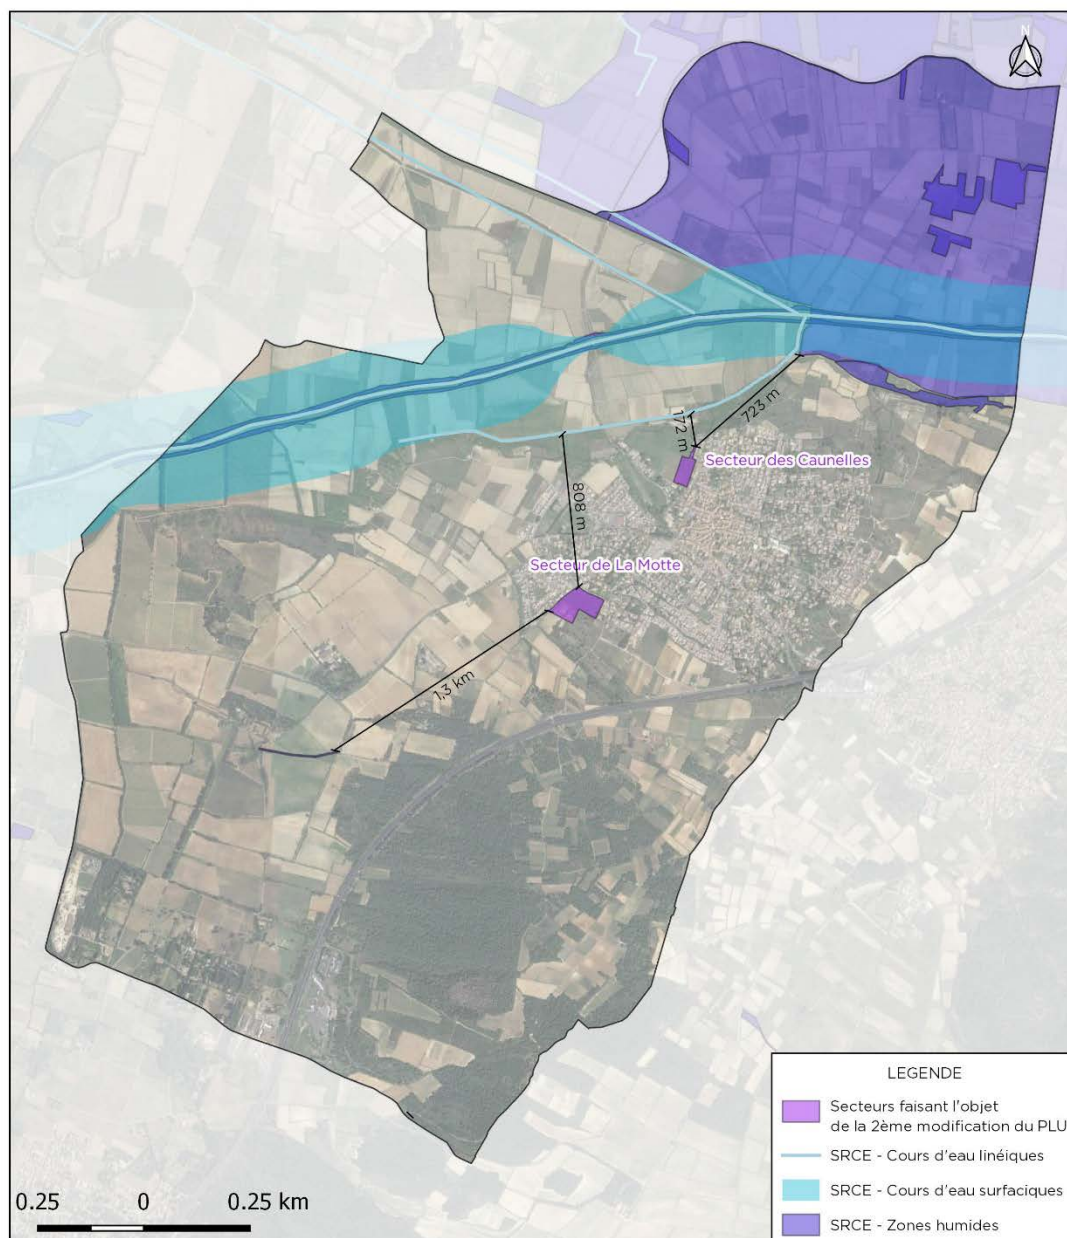 N
723 m
172 m
Secteur des Caunelles
808 m
Secteur de La Motte
1,3 km
LEGENDE
Secteurs faisant l'objet
de la 2ème modification du PLU
SRCE - Cours d'eau linéiques
SRCE - Cours d'eau surfaciques
SRCE - Zones humides
0.25 0 0.25 km